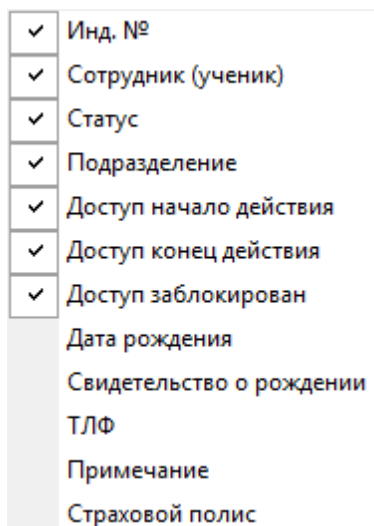 Инд. №
Сотрудник (ученик)
Статус
Подразделение
Доступ начало действия
Доступ конец действия
Доступ заблокирован
Дата рождения
Свидетельство о рождении
ТЛФ
Примечание
Страховой полис